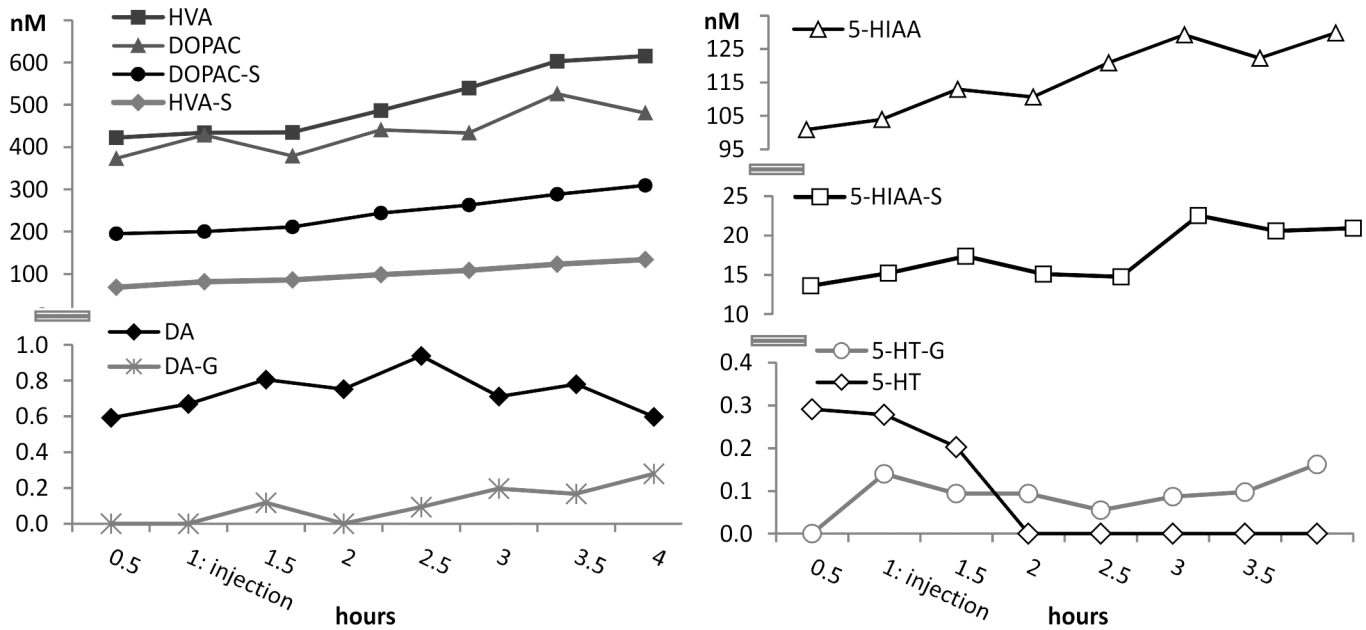 nM
HVA
DOPAC
DOPAC-S
HVA-S
600
500
400
300
200
100
DA
DA-G
1.0
0.8
0.6
0.4
0.2
0.0
0.5
1: injection
1.5
2
2.5
3
3.5
4
hours
nM
5-HIAA
135
125
115
105
95
5-HIAA-S
25
20
15
10
5-HT-G
5-HT
0.4
0.3
0.2
0.1
0.0
0.5
1: injection
1.5
2
2.5
3
3.5
hours